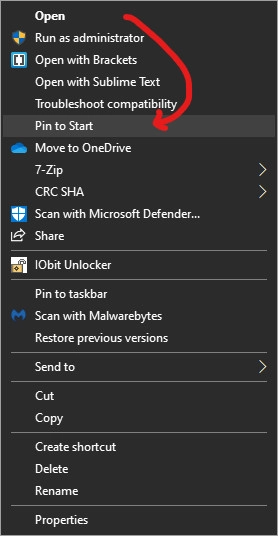 Open
Run as administrator
Open with Brackets
Open with Sublime Text
Troubleshoot compatibility
Pin to Start
Move to OneDrive
7-Zip
CRC SHA
Scan with Microsoft Defender...
Share
IObit Unlocker
Pin to taskbar
Scan with Malwarebytes
Restore previous versions
Send to
Cut
Copy
Create shortcut
Delete
Rename
Properties